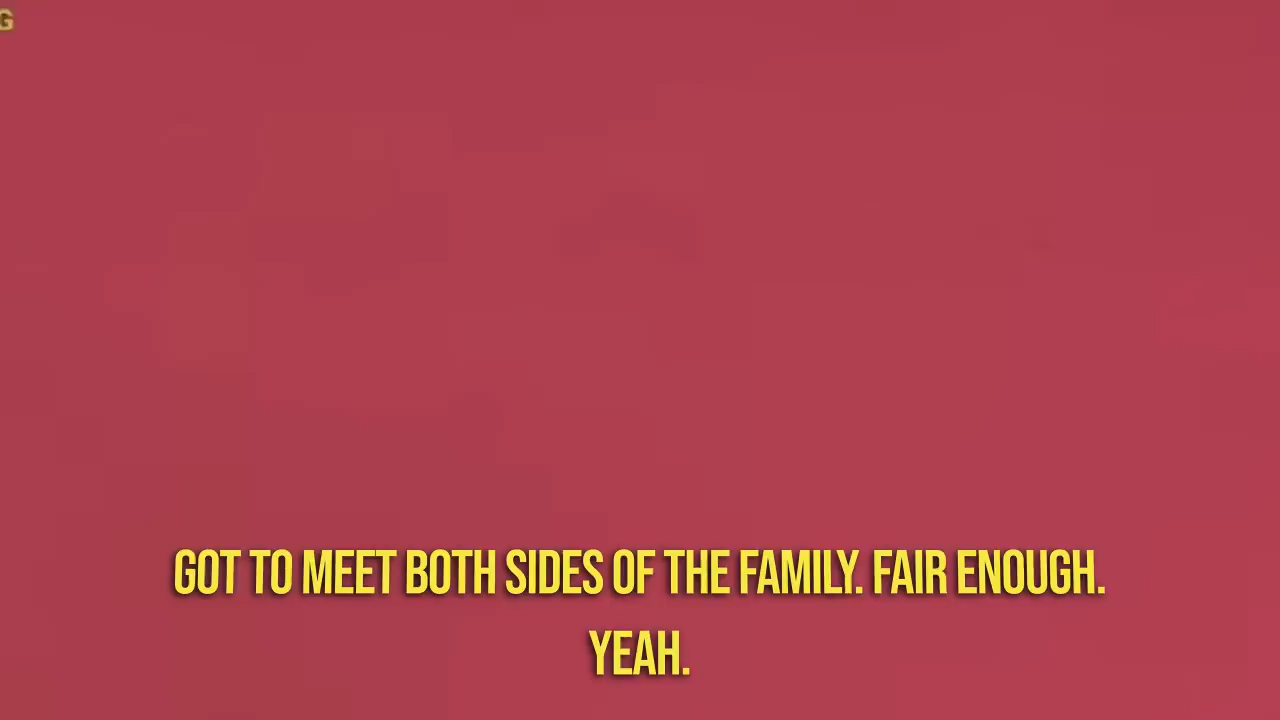 G
GOT TO MEET BOTH SIDES OF THE FAMILY. FAIR ENOUGH.
YEAH.